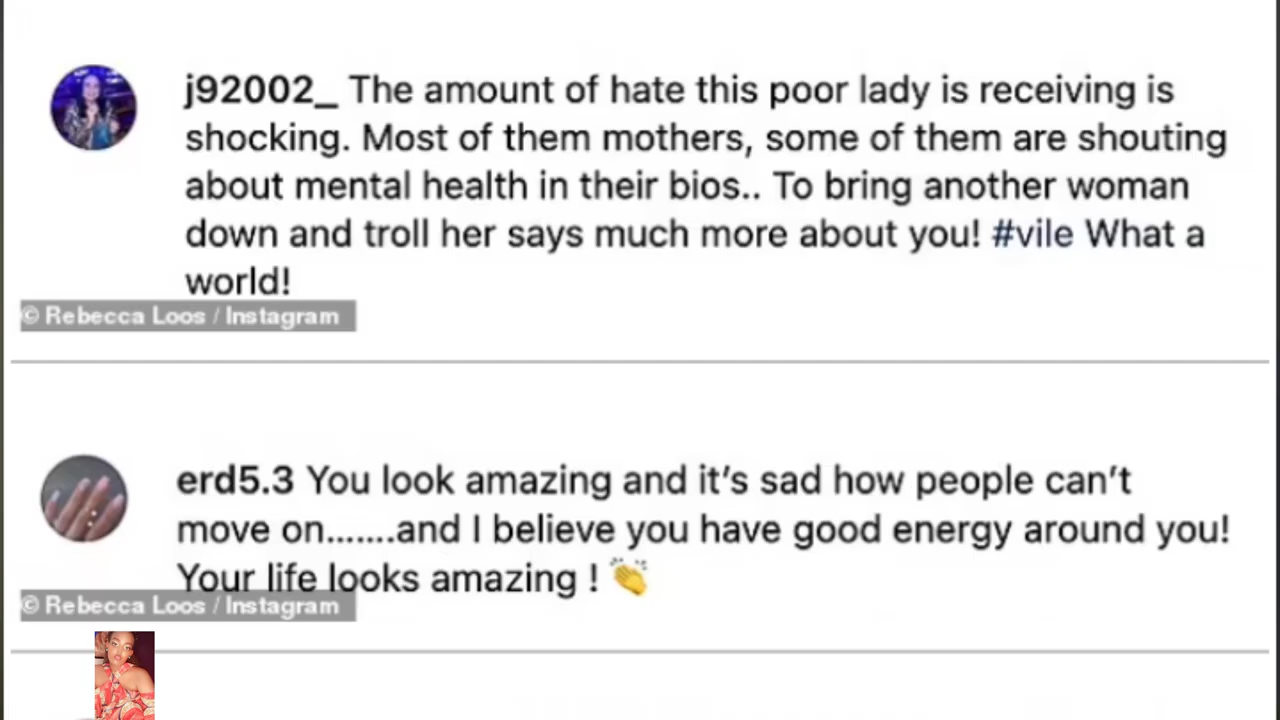 j92002_ The amount of hate this poor lady is receiving is
shocking. Most of them mothers, some of them are shouting
about mental health in their bios.. To bring another woman
down and troll her says much more about you! #vile What a
world!
© Rebecca Loos / Instagram
erd5.3 You look amazing and it’s sad how people can’t
move on.......and I believe you have good energy around you!
Your life looks amazing ! 👏
© Rebecca Loos / Instagram